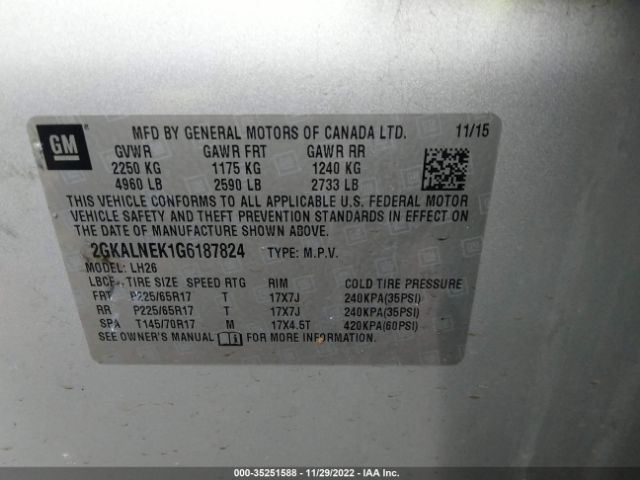 GM ® MFD BY GENERAL MOTORS OF CANADA LTD. 11/15
GVWR GAWR FRT GAWR RR
2250 KG 1175 KG 1240 KG
4960 LB 2590 LB 2733 LB
THIS VEHICLE CONFORMS TO ALL APPLICABLE U.S. FEDERAL MOTOR
VEHICLE SAFETY AND THEFT PREVENTION STANDARDS IN EFFECT ON
THE DATE OF MANUFACTURE SHOWN ABOVE.
2GKALNEK1G6187824 TYPE: M.P.V.
MODEL: LH26
LBCF- TIRE SIZE SPEED RTG RIM COLD TIRE PRESSURE
FRT P225/65R17 T 17X7J 240KPA(35PSI)
RR P225/65R17 T 17X7J 240KPA(35PSI)
SPA T145/70R17 M 17X4.5T 420KPA(60PSI)
SEE OWNER'S MANUAL FOR MORE INFORMATION.
000-35251588 - 11/29/2022 - IAA Inc.